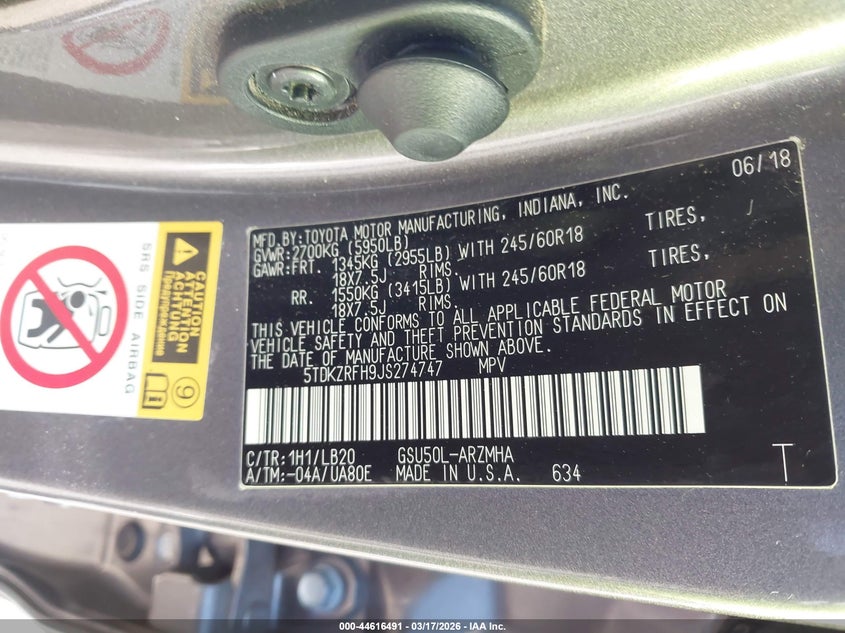 06/18
MFD.BY:TOYOTA MOTOR MANUFACTURING, INDIANA, INC.
GVWR:2700KG (5950LB)
GAWR:FRT. 1345KG (2955LB) WITH 245/60R18 TIRES,
18X7.5J RIMS.
RR. 1550KG (3415LB) WITH 245/60R18 TIRES,
18X7.5J RIMS.
THIS VEHICLE CONFORMS TO ALL APPLICABLE FEDERAL MOTOR
VEHICLE SAFETY AND THEFT PREVENTION STANDARDS IN EFFECT ON
THE DATE OF MANUFACTURE SHOWN ABOVE.
5TDKZRFH9JS274747 MPV
C/TR:1H1/LB20 GSU50L-ARZMHA
A/TM:-04A/UA80E MADE IN U.S.A. 634 T
SRS SIDE AIRBAG
CAUTION
ATTENTION
ACHTUNG
9
000-44616491 - 03/17/2026 - IAA Inc.